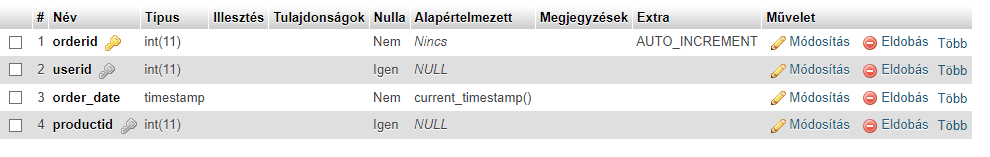 # Név Típus Illesztés Tulajdonságok Nulla Alapértelmezett Megjegyzések Extra Művelet
1 orderid int(11) Nem Nincs AUTO_INCREMENT Módosítás Eldobás Több
2 userid int(11) Igen NULL Módosítás Eldobás Több
3 order_date timestamp Nem current_timestamp() Módosítás Eldobás Több
4 productid int(11) Igen NULL Módosítás Eldobás Több